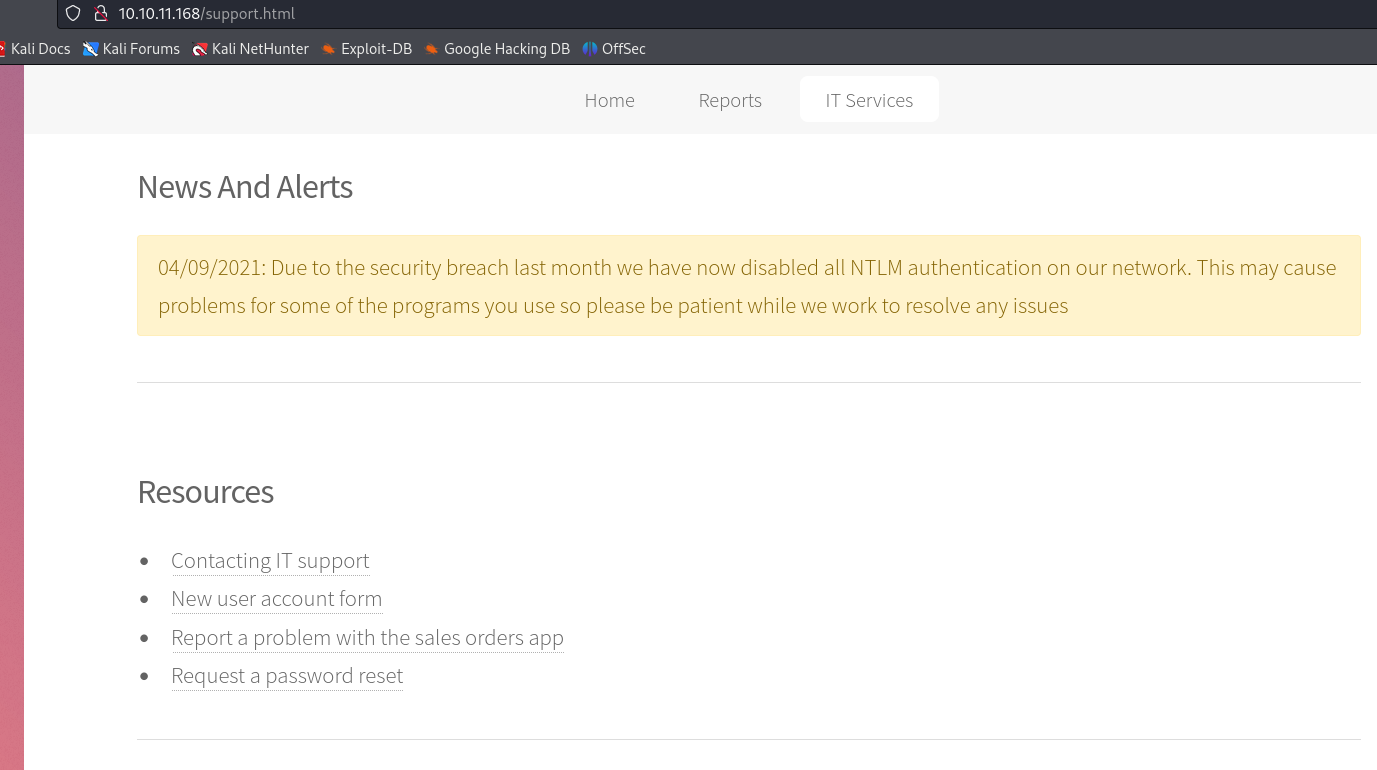 10.10.11.168/support.html
Kali Docs Kali Forums Kali NetHunter Exploit-DB Google Hacking DB OffSec
Home Reports IT Services
News And Alerts
04/09/2021: Due to the security breach last month we have now disabled all NTLM authentication on our network. This may cause
problems for some of the programs you use so please be patient while we work to resolve any issues
Resources
Contacting IT support
New user account form
Report a problem with the sales orders app
Request a password reset